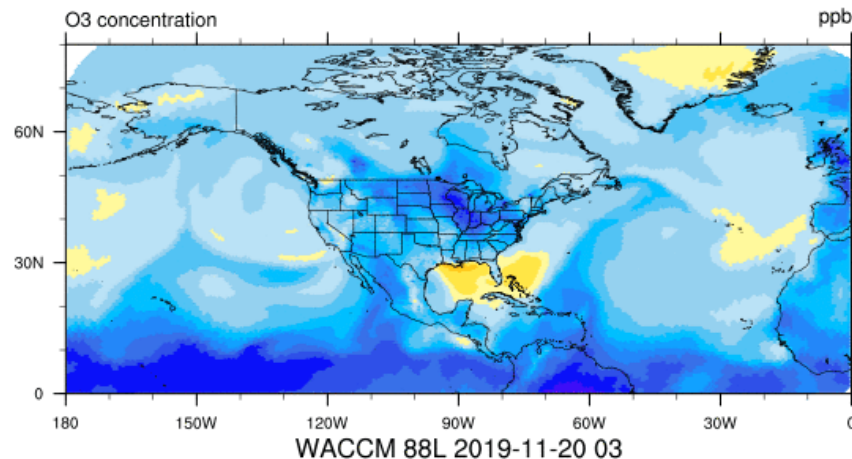 O3 concentration ppb
60N
30N
0
180 150W 120W 90W 60W 30W 0
WACCM 88L 2019-11-20 03